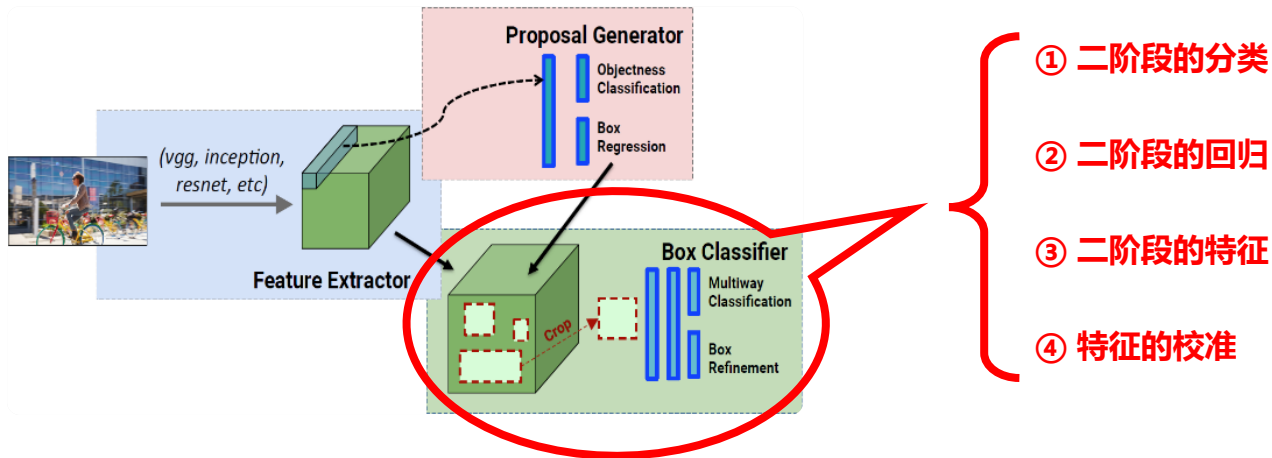 Proposal Generator
Objectness
Classification
Box
Regression
(vgg, inception,
resnet, etc)
Feature Extractor
Box Classifier
Multiway
Classification
Crop
Box
Refinement
① 二阶段的分类
② 二阶段的回归
③ 二阶段的特征
④ 特征的校准